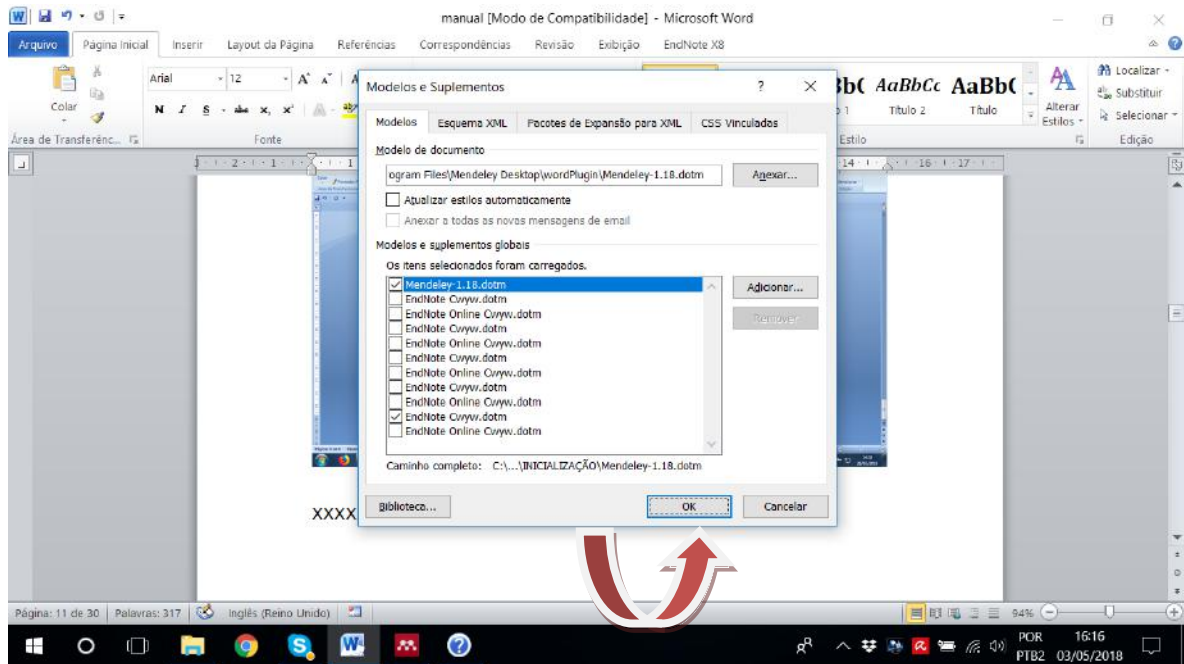 manual [Modo de Compatibilidade] - Microsoft Word
Arquivo Página Inicial Inserir Layout da Página Referências Correspondências Revisão Exibição EndNote X8
Colar
Área de Transferênc...
Arial 12
N I S abc x, x²
Fonte
AaBbCc AaBb(
Título 2 Título
Alterar Estilos
Estilo
Localizar
Substituir
Selecionar
Edição
Modelos e Suplementos
Modelos Esquema XML Pacotes de Expansão para XML CSS Vinculadas
Modelo de documento
ogram Files\Mendeley Desktop\wordPlugin\Mendeley-1.18.dotm Anexar...
Atualizar estilos automaticamente
Anexar a todas as novas mensagens de email
Modelos e suplementos globais
Os itens selecionados foram carregados.
Mendeley-1.18.dotm
EndNote Cwyw.dotm
EndNote Online Cwyw.dotm
EndNote Cwyw.dotm
EndNote Online Cwyw.dotm
EndNote Cwyw.dotm
EndNote Online Cwyw.dotm
EndNote Cwyw.dotm
EndNote Online Cwyw.dotm
EndNote Cwyw.dotm
EndNote Online Cwyw.dotm
Adicionar...
Remover
Caminho completo: C:\...\INICIALIZAÇÃO\Mendeley-1.18.dotm
Biblioteca... OK Cancelar
XXXX
Página: 11 de 30 Palavras: 317 Inglês (Reino Unido) 94%
POR 16:16
PTB2 03/05/2018